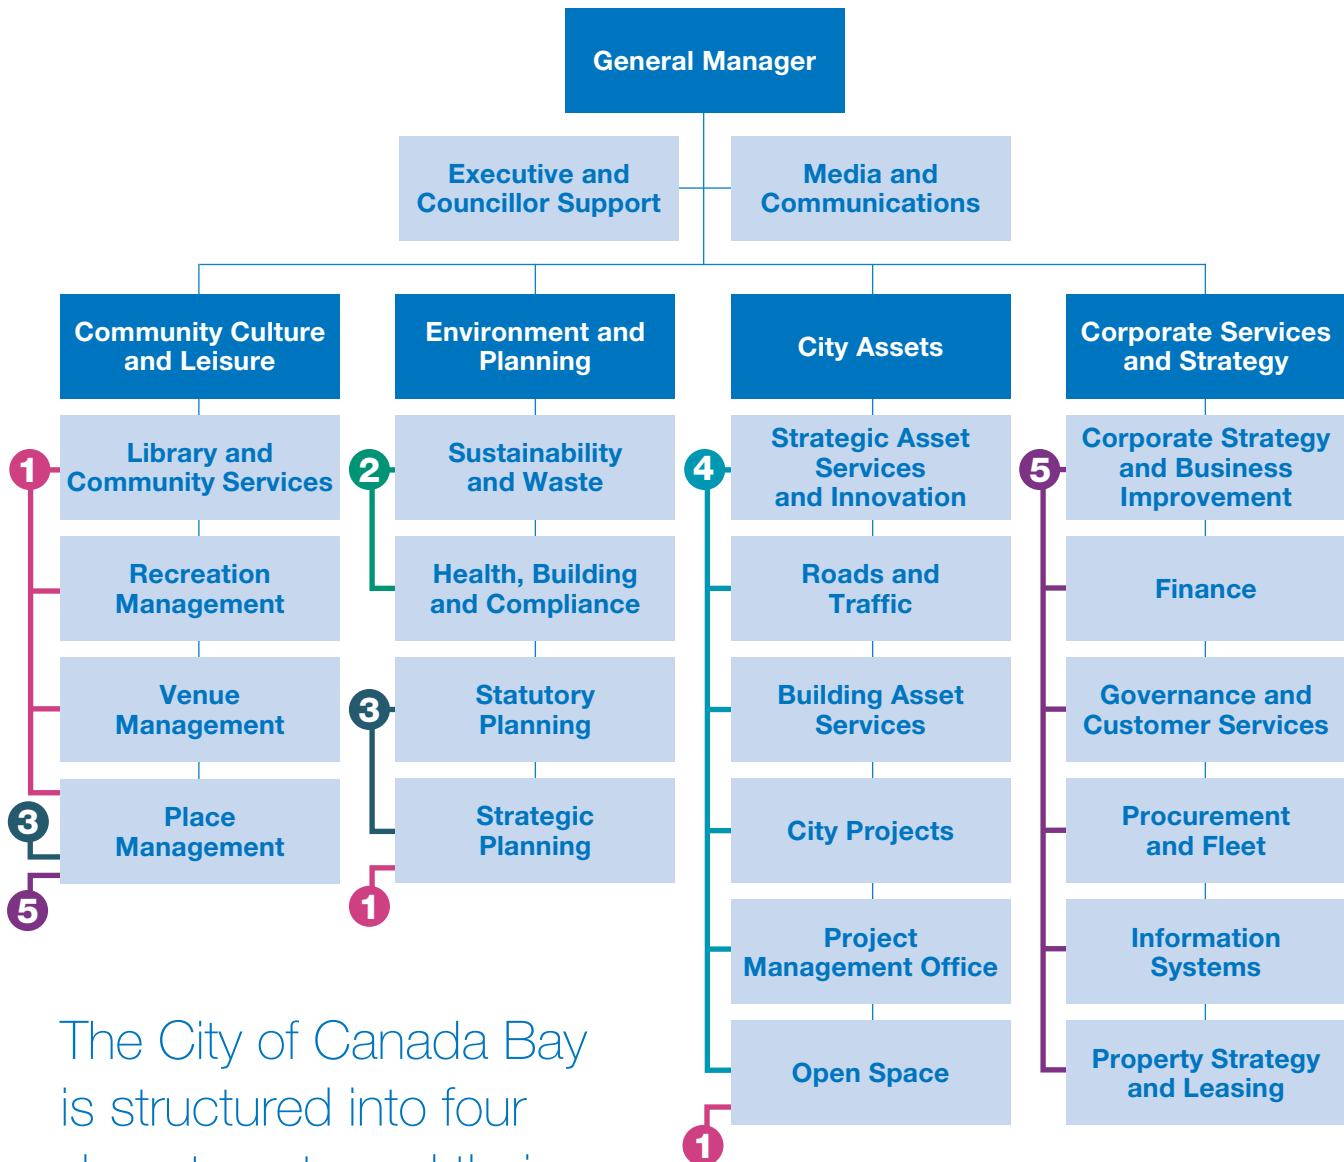 General Manager
Executive and
Councillor Support
Media and
Communications
Community Culture
and Leisure
Environment and
Planning
City Assets
Corporate Services
and Strategy
1
Library and
Community Services
2
Sustainability
and Waste
4
Strategic Asset
Services
and Innovation
5
Corporate Strategy
and Business
Improvement
Recreation
Management
Health, Building
and Compliance
Roads and
Traffic
Finance
Venue
Management
3
Statutory
Planning
Building Asset
Services
Governance and
Customer Services
3
Place
Management
5
Strategic
Planning
1
City Projects
Procurement
and Fleet
Project
Management Office
Information
Systems
Open Space
1
Property Strategy
and Leasing
The City of Canada Bay
is structured into four